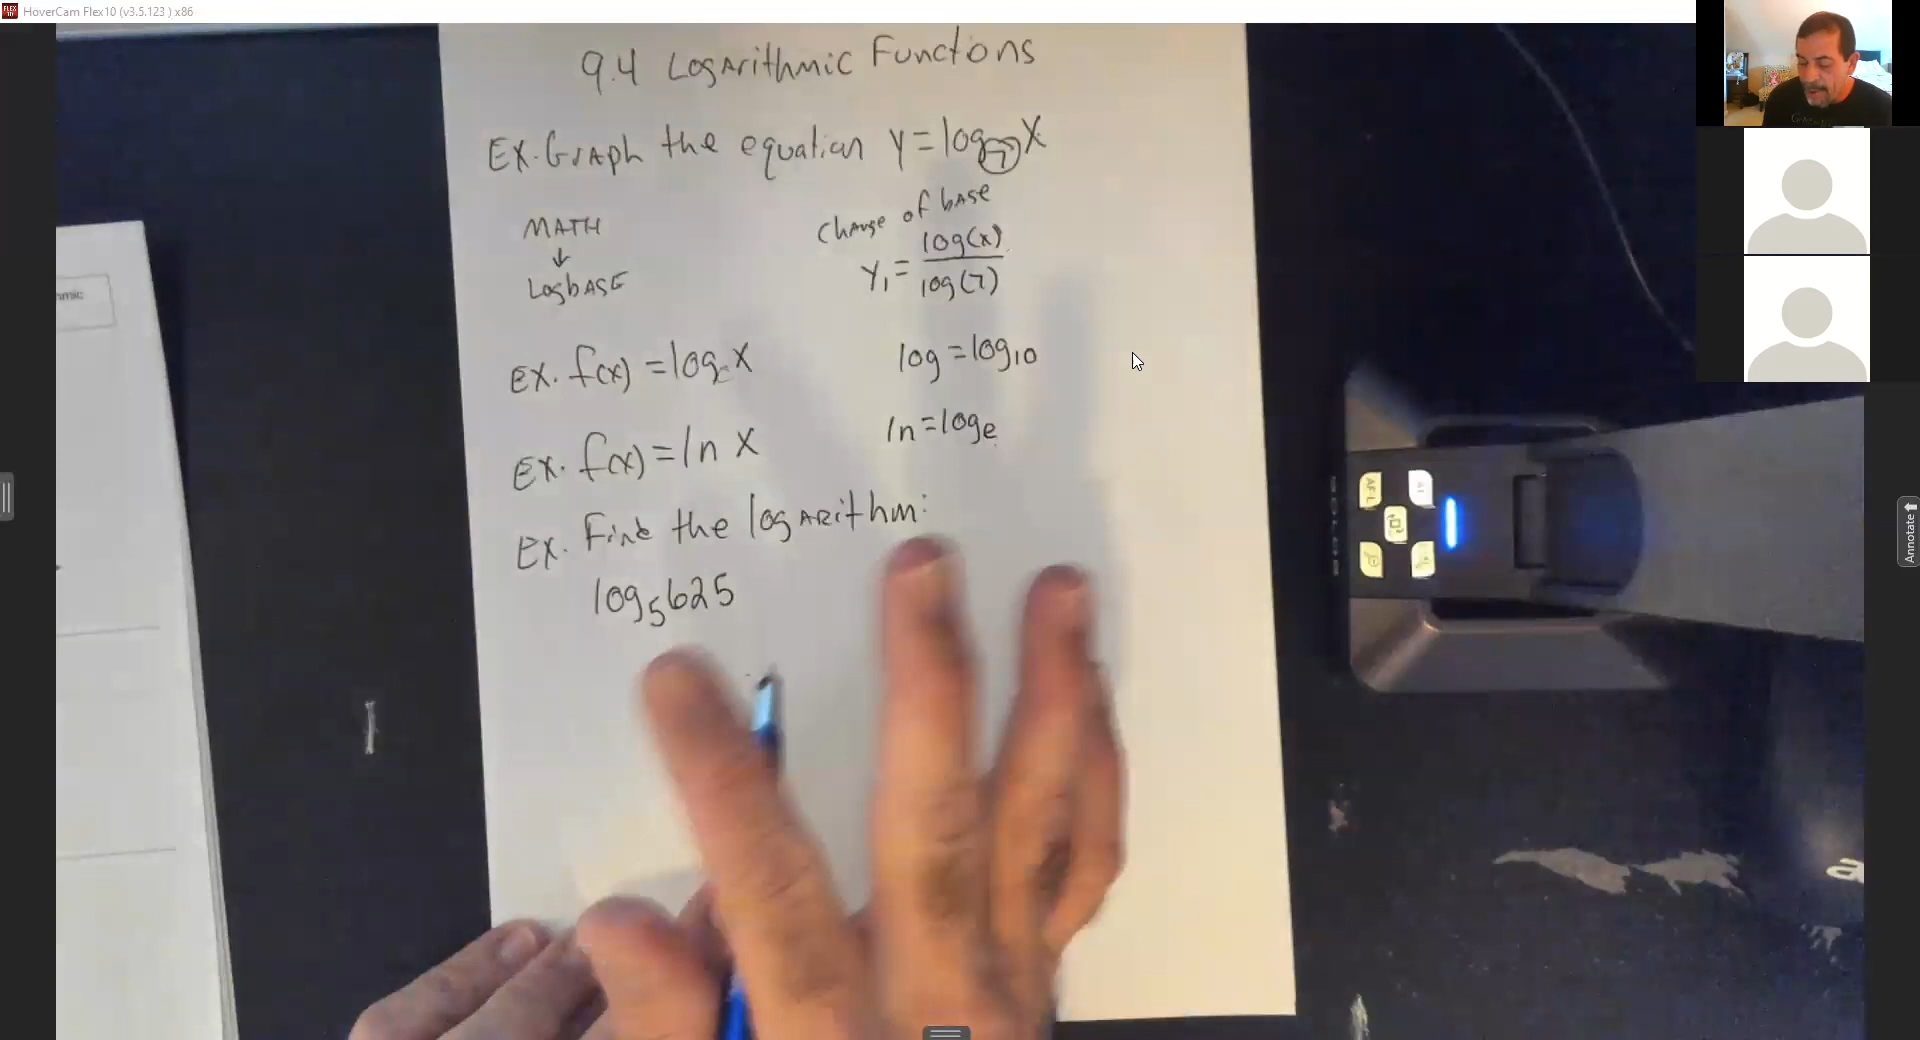 HoverCam Flex10 (v3.5.123) x86
9.4 Logarithmic Functions
Ex. Graph the equation y = log₇ x
MATH
↓
Logbase
Change of base
Y₁ = log(x) / log(7)
Ex. f(x) = log x
log = log₁₀
Ex. f(x) = ln x
ln = logₑ
Ex. Find the logarithm:
log₅ 625
Annotate